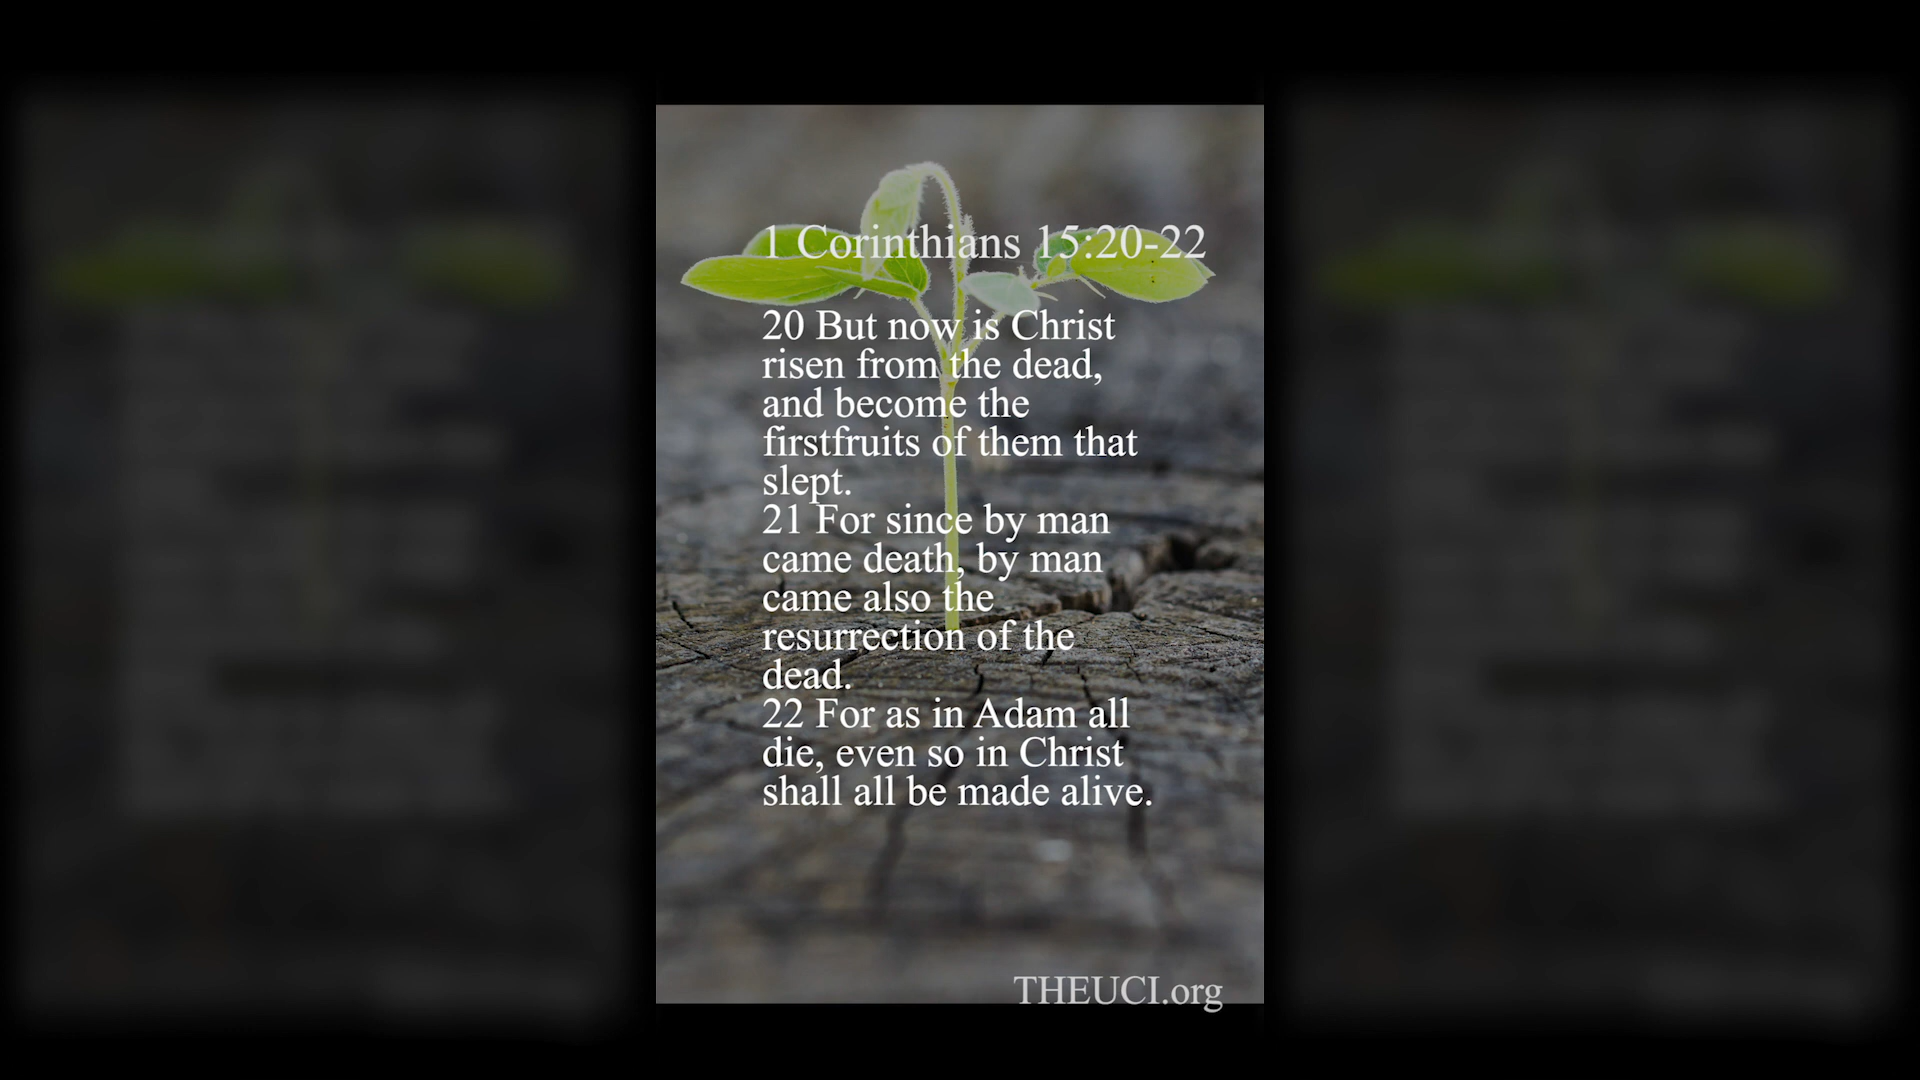 1 Corinthians 15:20-22
20 But now is Christ
risen from the dead,
and become the
firstfruits of them that
slept.
21 For since by man
came death, by man
came also the
resurrection of the
dead.
22 For as in Adam all
die, even so in Christ
shall all be made alive.
THEUCI.org